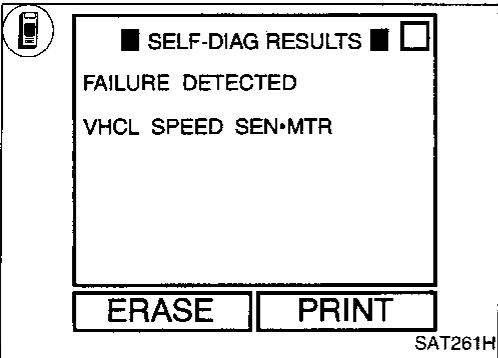 ■ SELF-DIAG RESULTS ■ □
FAILURE DETECTED
VHCL SPEED SEN•MTR
ERASE PRINT
SAT261H